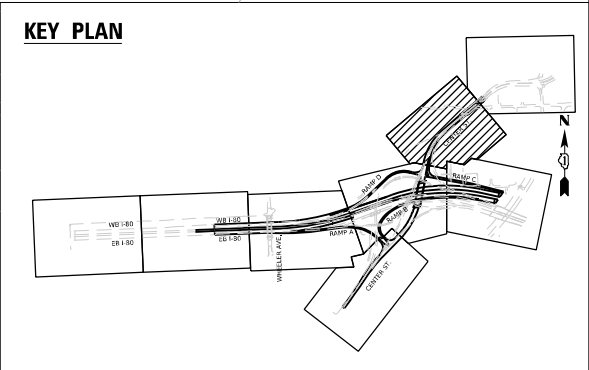 KEY PLAN
N
1
CENTER ST.
RAMP D
RAMP C
RAMP B
WB I-80
WB I-80
EB I-80
EB I-80
RAMP A
WHEELER AVE.
CENTER ST.